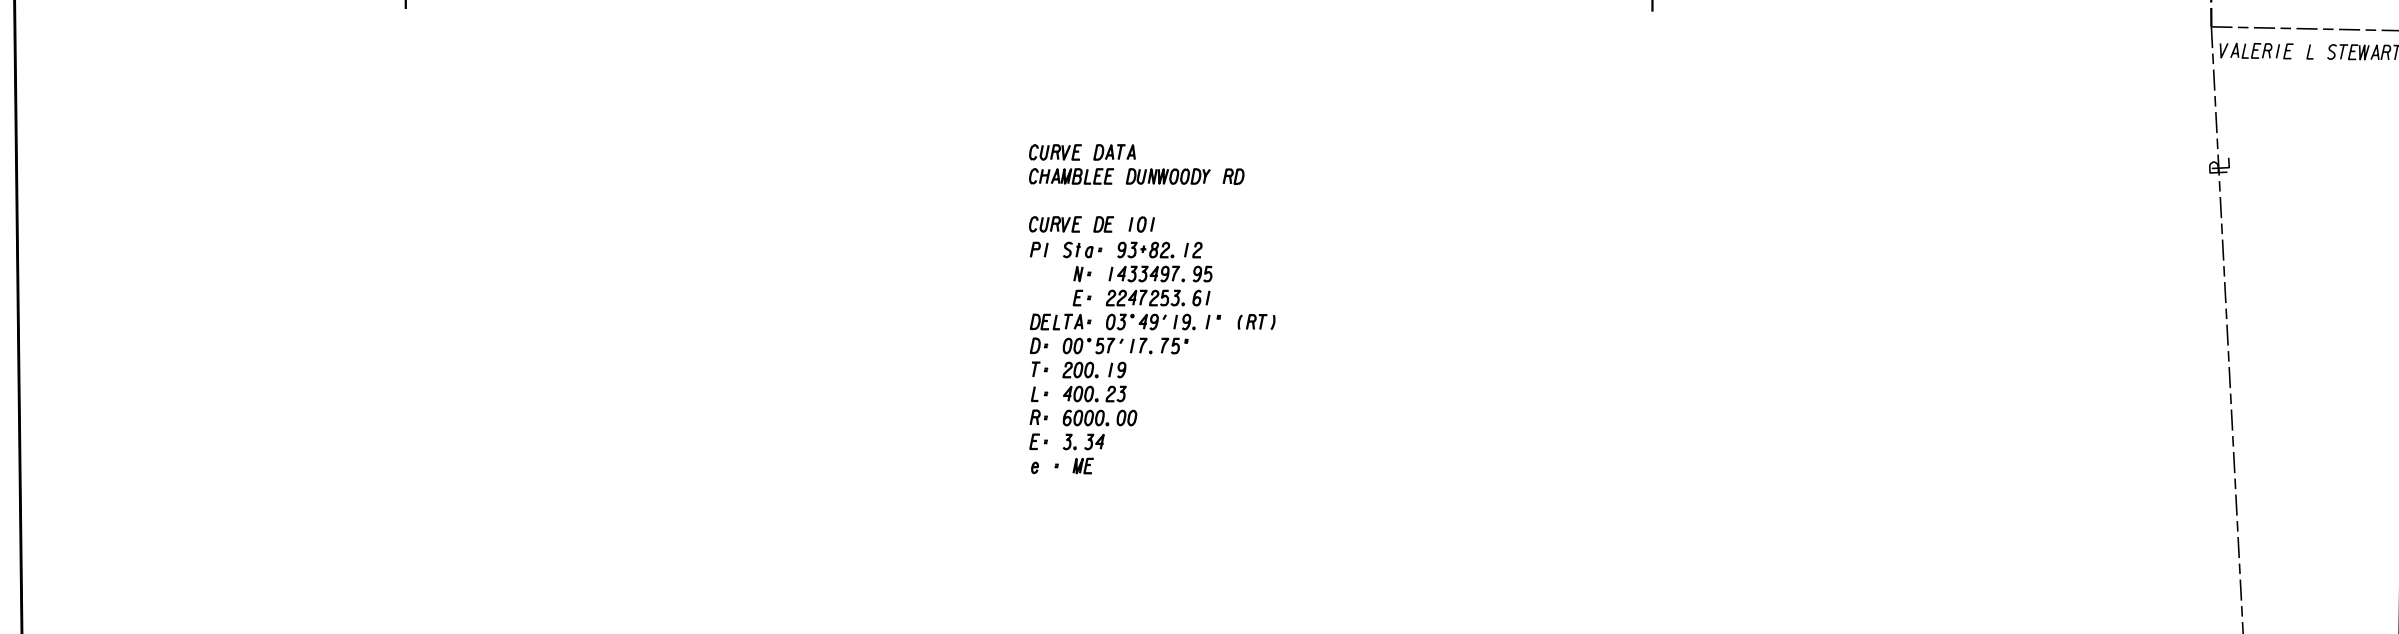 VALERIE L STEWART
CURVE DATA
CHAMBLEE DUNWOODY RD
CURVE DE 101
PI Sta= 93+82.12
N= 1433497.95
E= 2247253.61
DELTA= 03°49'19.1" (RT)
D= 00°57'17.75"
T= 200.19
L= 400.23
R= 6000.00
E= 3.34
e = ME
PL